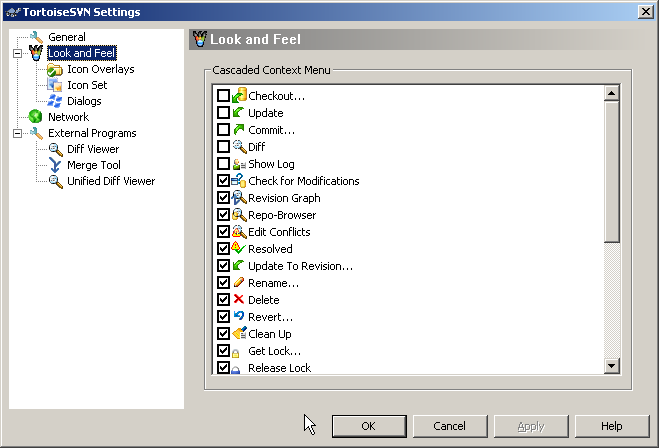 TortoiseSVN Settings
General
Look and Feel
Icon Overlays
Icon Set
Dialogs
Network
External Programs
Diff Viewer
Merge Tool
Unified Diff Viewer
Look and Feel
Cascaded Context Menu
Checkout...
Update
Commit...
Diff
Show Log
Check for Modifications
Revision Graph
Repo-Browser
Edit Conflicts
Resolved
Update To Revision...
Rename...
Delete
Revert...
Clean Up
Get Lock...
Release Lock
OK
Cancel
Apply
Help